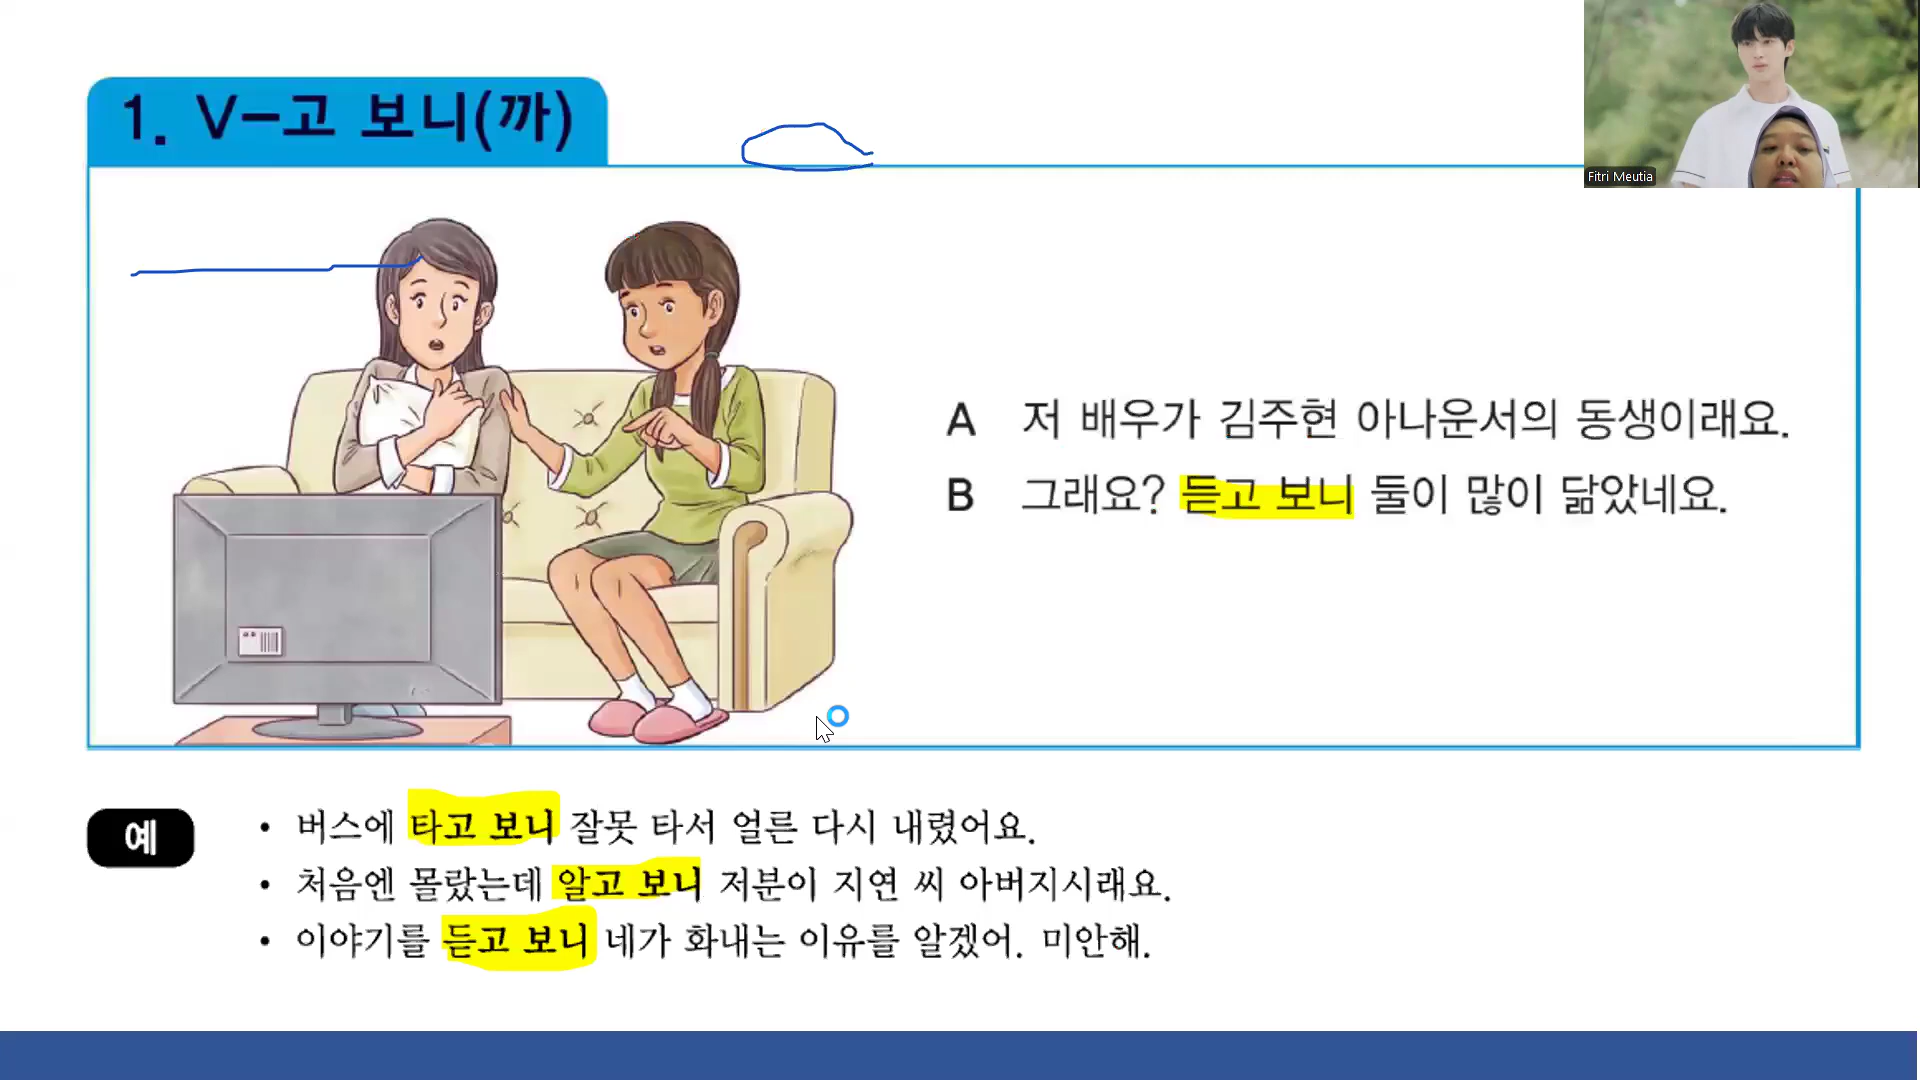 1. V-고 보니(까)
Fitri Meutia
A 저 배우가 김주현 아나운서의 동생이래요.
B 그래요? 듣고 보니 둘이 많이 닮았네요.
예
• 버스에 타고 보니 잘못 타서 얼른 다시 내렸어요.
• 처음엔 몰랐는데 알고 보니 저분이 지연 씨 아버지시래요.
• 이야기를 듣고 보니 네가 화내는 이유를 알겠어. 미안해.